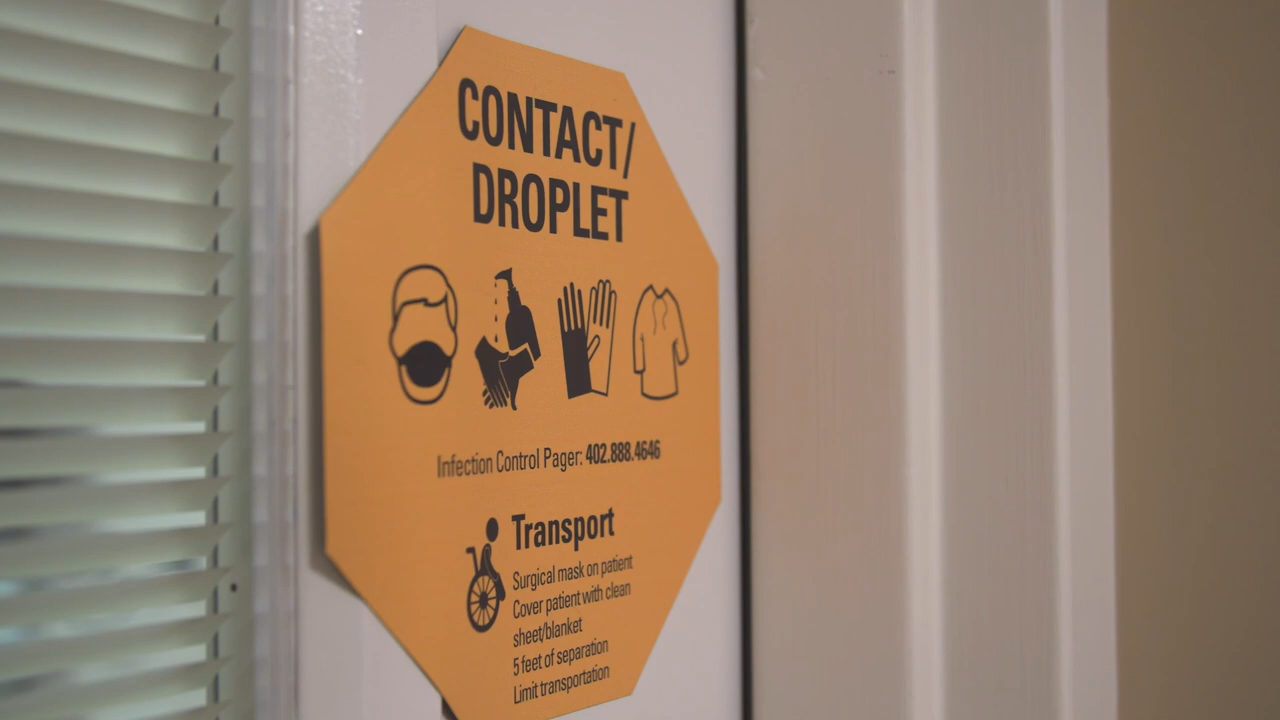 CONTACT/
DROPLET
Infection Control Pager: 402.888.4646
Transport
Surgical mask on patient
Cover patient with clean
sheet/blanket
5 feet of separation
Limit transportation